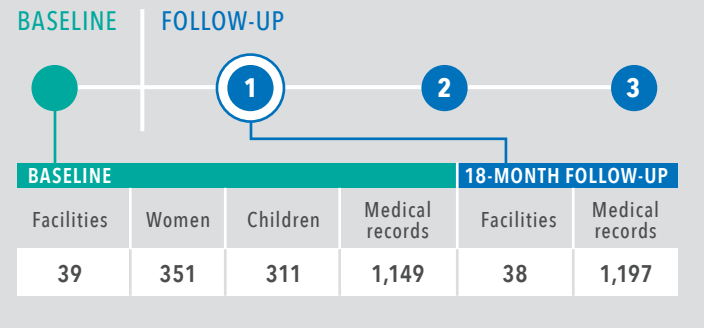 BASELINE FOLLOW-UP
1 2 3
BASELINE 18-MONTH FOLLOW-UP
Facilities Women Children Medical records Facilities Medical records
39 351 311 1,149 38 1,197